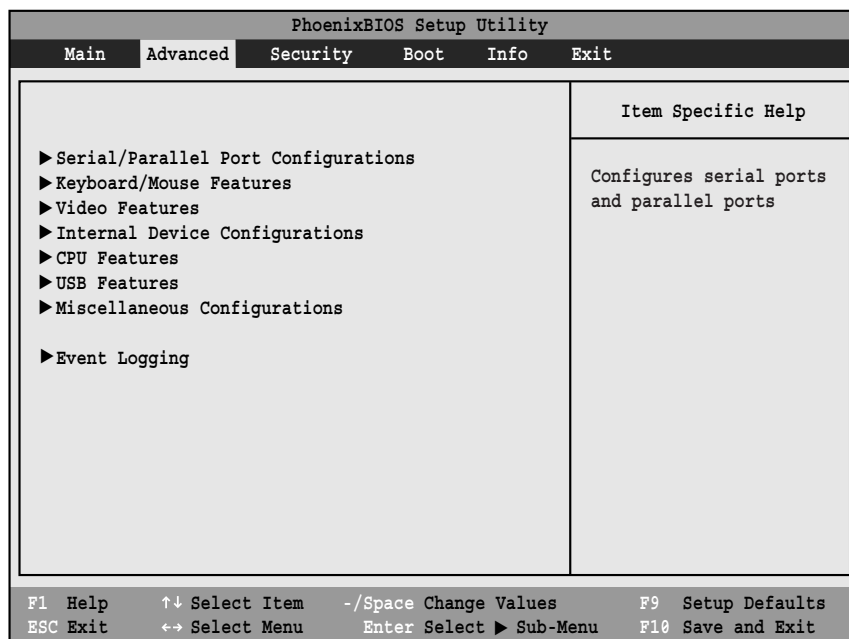 PhoenixBIOS Setup Utility
Main Advanced Security Boot Info Exit
Item Specific Help
▶Serial/Parallel Port Configurations
▶Keyboard/Mouse Features
▶Video Features
▶Internal Device Configurations
▶CPU Features
▶USB Features
▶Miscellaneous Configurations
▶Event Logging
Configures serial ports
and parallel ports
F1 Help ↑↓ Select Item -/Space Change Values F9 Setup Defaults
ESC Exit ←→ Select Menu Enter Select ▶ Sub-Menu F10 Save and Exit